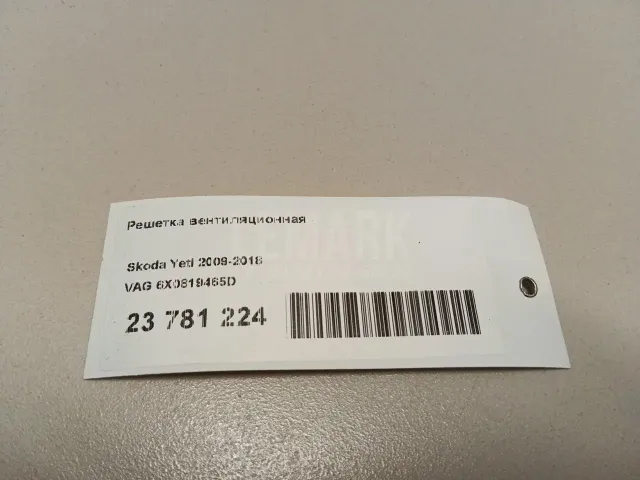 Решетка вентиляционная
Skoda Yeti 2009-2018
VAG 6X0819465D
23 781 224